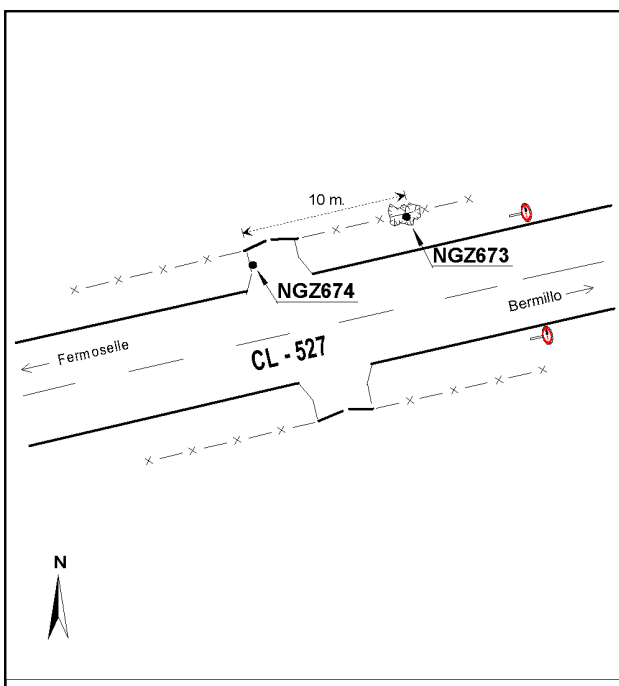 10 m.
NGZ673
NGZ674
Bermillo
Fermoselle
CL - 527
N